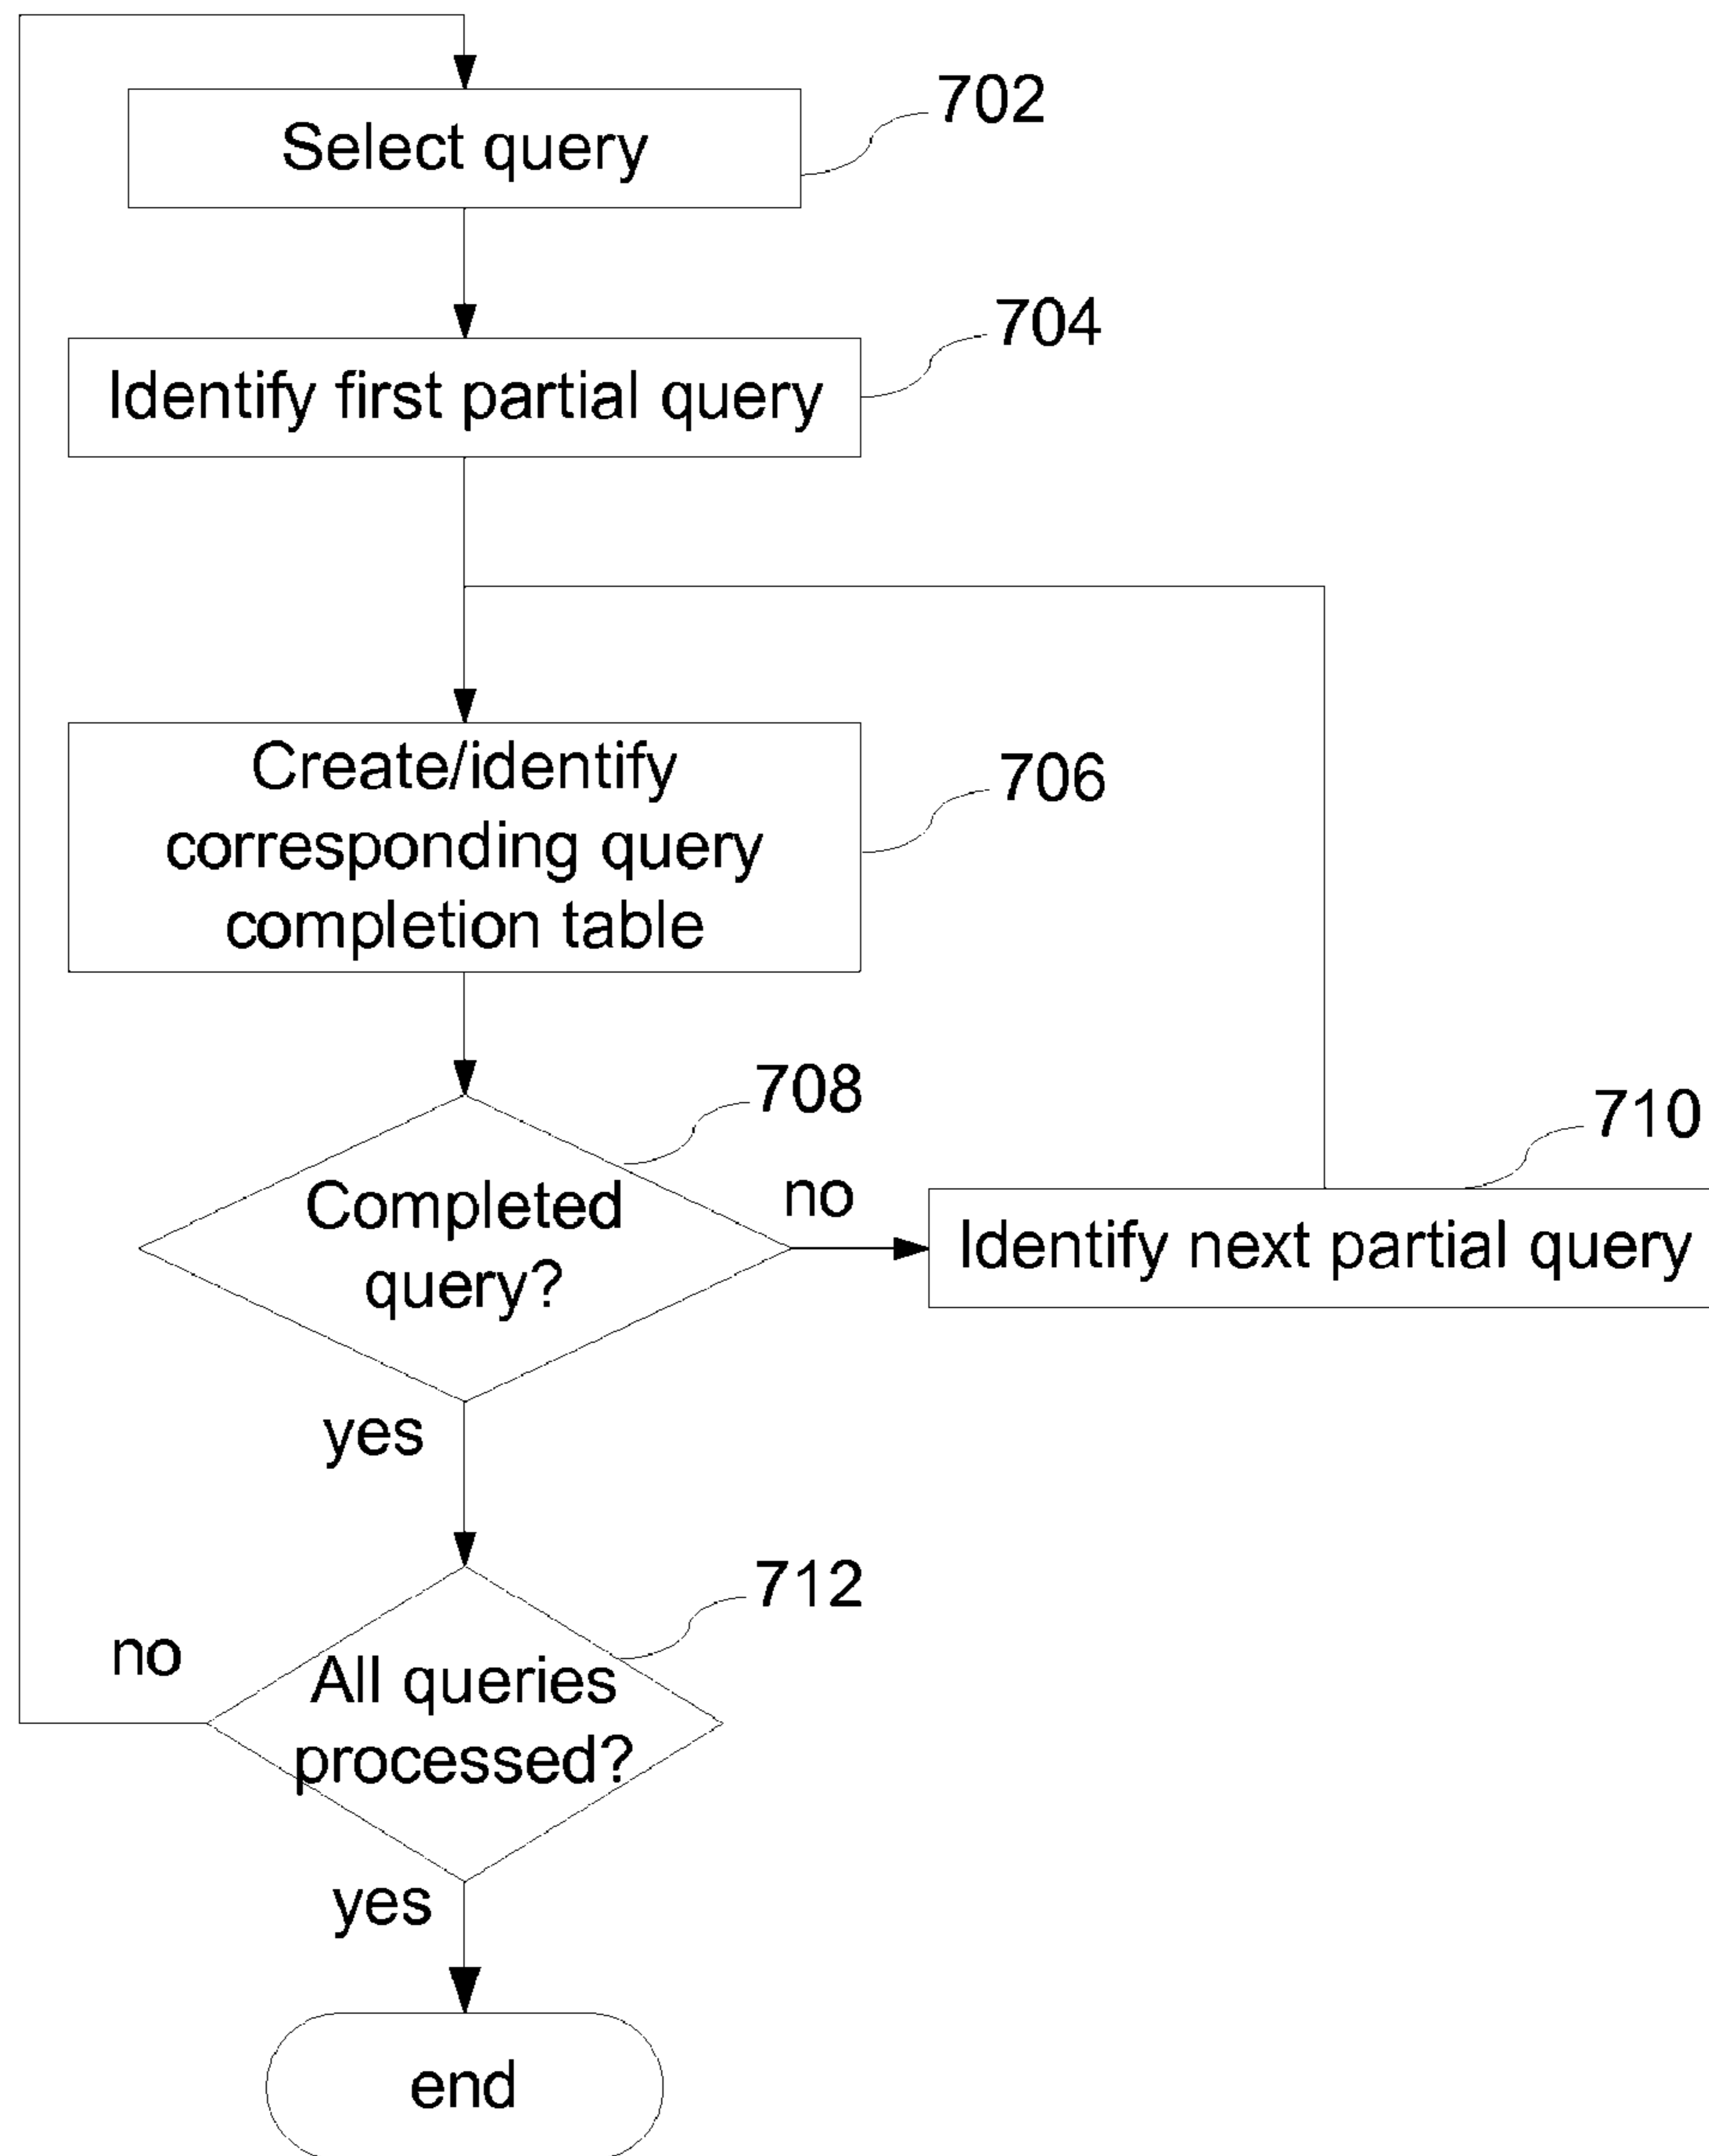 702
Select query
704
Identify first partial query
706
Create/identify
corresponding query
completion table
708
710
no
Completed
query?
Identify next partial query
yes
712
no
All queries
processed?
yes
end